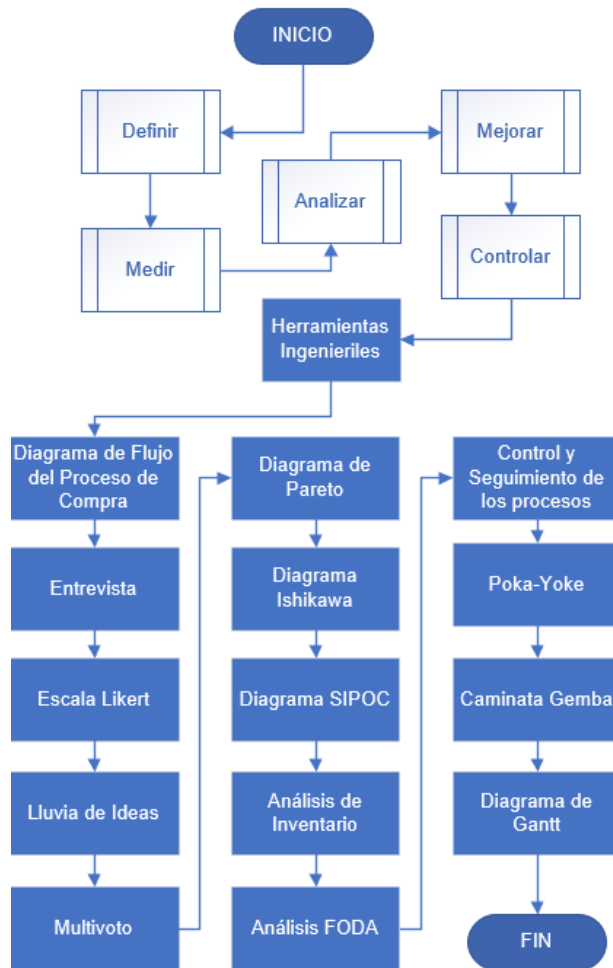 INICIO
Definir
Medir
Analizar
Mejorar
Controlar
Herramientas
Ingenieriles
Diagrama de Flujo
del Proceso de
Compra
Entrevista
Escala Likert
Lluvia de Ideas
Multivoto
Diagrama de
Pareto
Diagrama
Ishikawa
Diagrama SIPOC
Análisis de
Inventario
Análisis FODA
Control y
Seguimiento de
los procesos
Poka-Yoke
Caminata Gemba
Diagrama de
Gantt
FIN